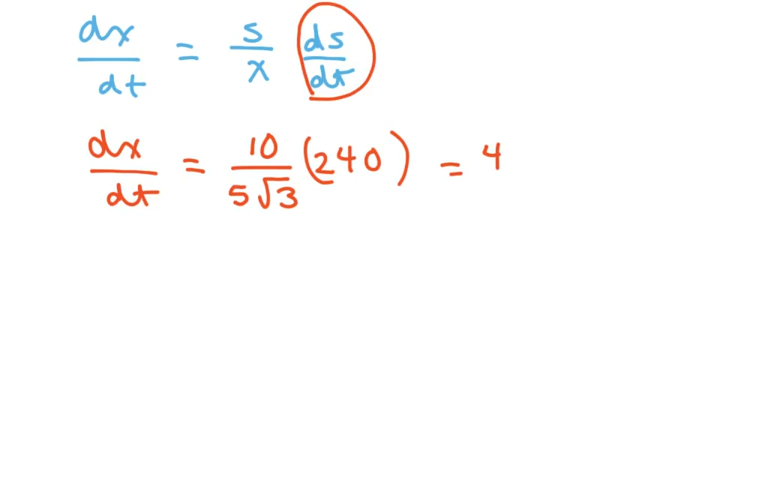 dx/dt = s/x ds/dt
dx/dt = 10/5√3 (240) = 4